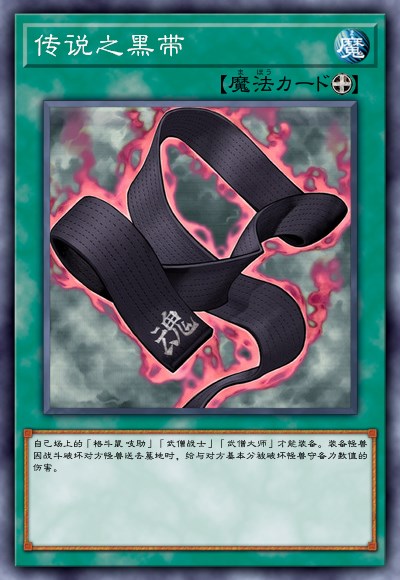 传说之黑带
魔
【魔法カード】
ま ほう
魂
自己场上的「格斗鼠 吱助」「武僧战士」「武僧大师」才能装备。装备怪兽
因战斗破坏对方怪兽送去墓地时，给与对方基本分被破坏怪兽守备力数值的
伤害。